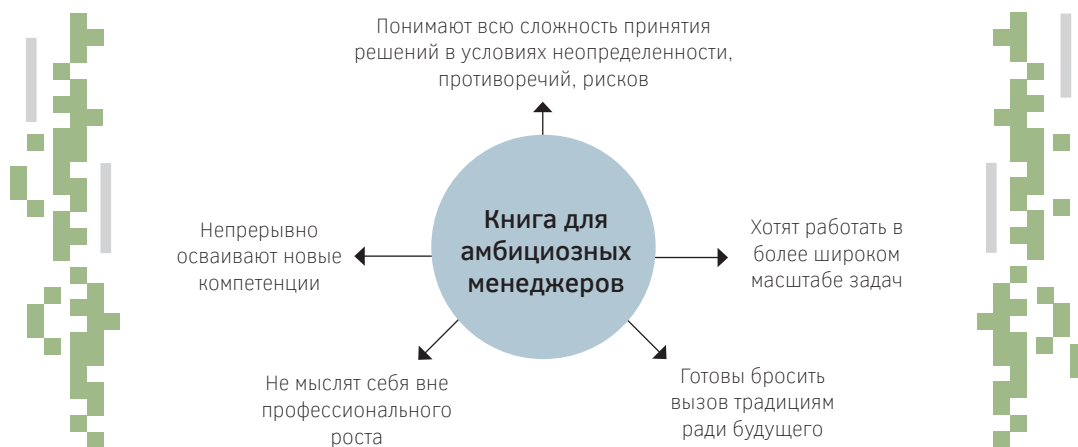 Понимают всю сложность принятия
решений в условиях неопределенности,
противоречий, рисков
Книга для
амбициозных
менеджеров
Непрерывно
осваивают новые
компетенции
Хотят работать в
более широком
масштабе задач
Не мыслят себя вне
профессионального
роста
Готовы бросить
вызов традициям
ради будущего